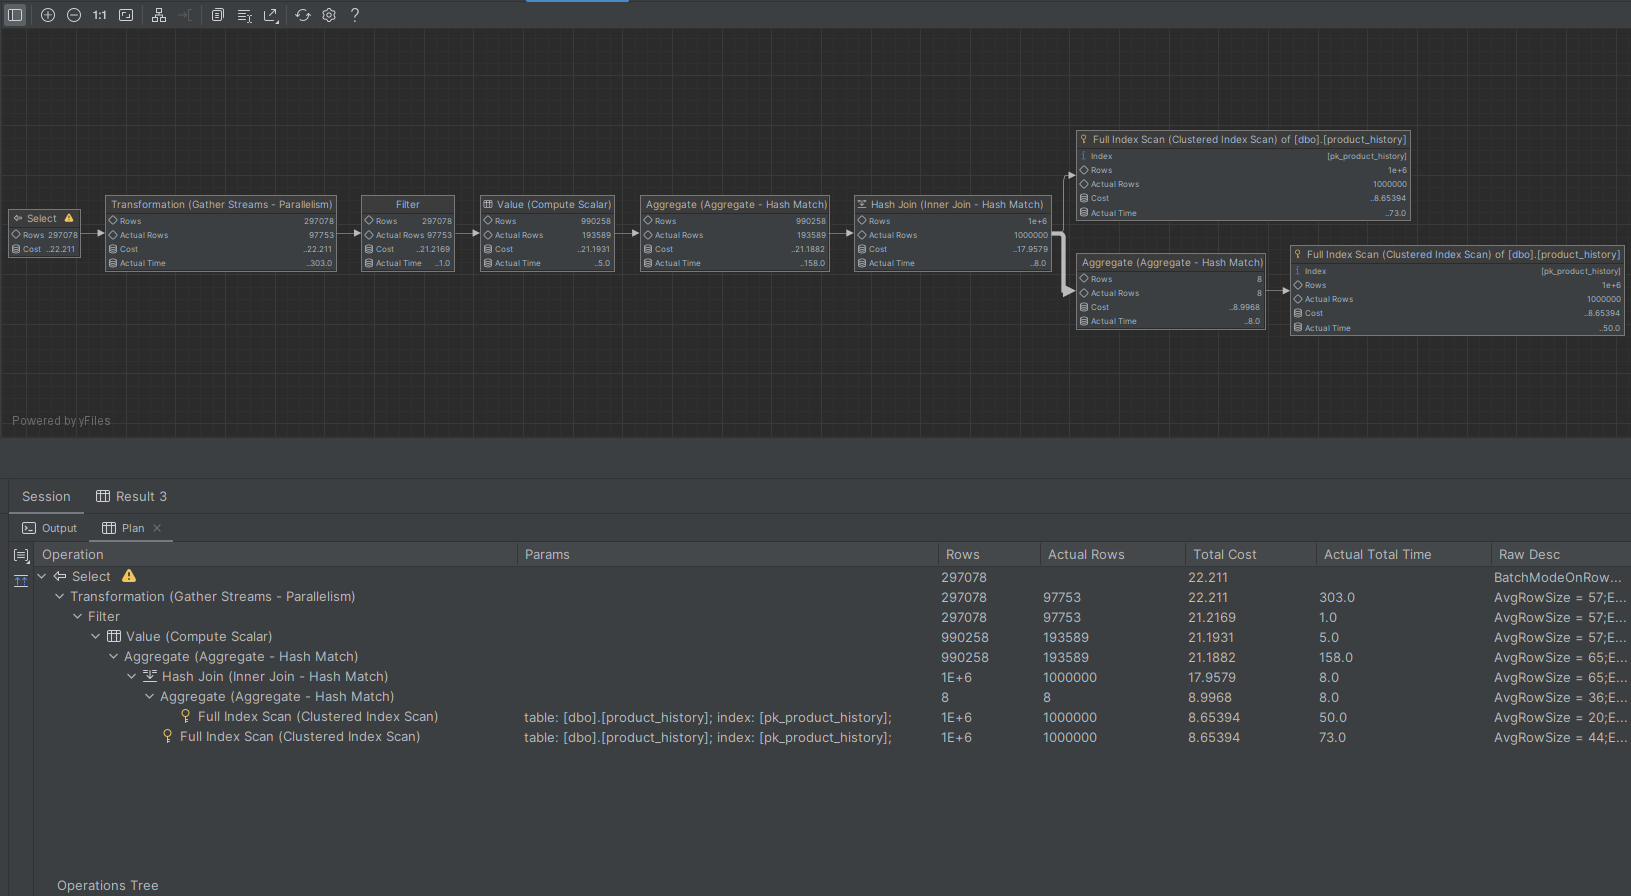 1:1
?
Select
Rows 297078
Cost ..22.211
Transformation (Gather Streams - Parallelism)
Rows 297078
Actual Rows 97753
Cost ..22.211
Actual Time ..303.0
Filter
Rows 297078
Actual Rows 97753
Cost ..21.2169
Actual Time ..1.0
Value (Compute Scalar)
Rows 990258
Actual Rows 193589
Cost ..21.1931
Actual Time ..5.0
Aggregate (Aggregate - Hash Match)
Rows 990258
Actual Rows 193589
Cost ..21.1882
Actual Time ..158.0
Hash Join (Inner Join - Hash Match)
Rows 1e+6
Actual Rows 1000000
Cost ..17.9579
Actual Time ..8.0
Full Index Scan (Clustered Index Scan) of [dbo].[product_history]
Index [pk_product_history]
Rows 1e+6
Actual Rows 1000000
Cost ..8.65394
Actual Time ..73.0
Aggregate (Aggregate - Hash Match)
Rows 8
Actual Rows 8
Cost ..8.9968
Actual Time ..8.0
Full Index Scan (Clustered Index Scan) of [dbo].[product_history]
Index [pk_product_history]
Rows 1e+6
Actual Rows 1000000
Cost ..8.65394
Actual Time ..50.0
Powered by yFiles
Session Result 3
Output Plan
Operation Params Rows Actual Rows Total Cost Actual Total Time Raw Desc
Select 297078 22.211 BatchModeOnRow...
Transformation (Gather Streams - Parallelism) 297078 97753 22.211 303.0 AvgRowSize = 57;E...
Filter 297078 97753 21.2169 1.0 AvgRowSize = 57;E...
Value (Compute Scalar) 990258 193589 21.1931 5.0 AvgRowSize = 57;E...
Aggregate (Aggregate - Hash Match) 990258 193589 21.1882 158.0 AvgRowSize = 65;E...
Hash Join (Inner Join - Hash Match) 1E+6 1000000 17.9579 8.0 AvgRowSize = 65;E...
Aggregate (Aggregate - Hash Match) 8 8 8.9968 8.0 AvgRowSize = 36;E...
Full Index Scan (Clustered Index Scan) table: [dbo].[product_history]; index: [pk_product_history]; 1E+6 1000000 8.65394 50.0 AvgRowSize = 20;E...
Full Index Scan (Clustered Index Scan) table: [dbo].[product_history]; index: [pk_product_history]; 1E+6 1000000 8.65394 73.0 AvgRowSize = 44;E...
Operations Tree